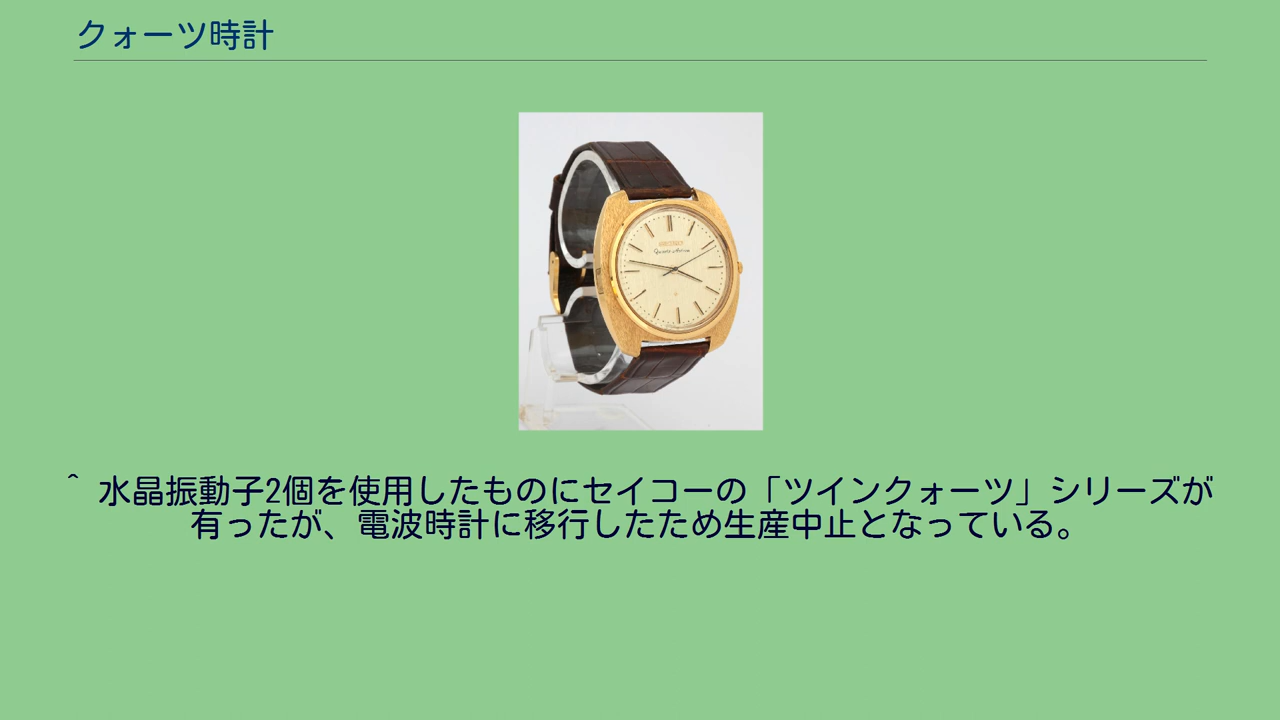 クォーツ時計
SEIKO
Quartz Astron
^ 水晶振動子2個を使用したものにセイコーの「ツインクォーツ」シリーズが
有ったが、電波時計に移行したため生産中止となっている。